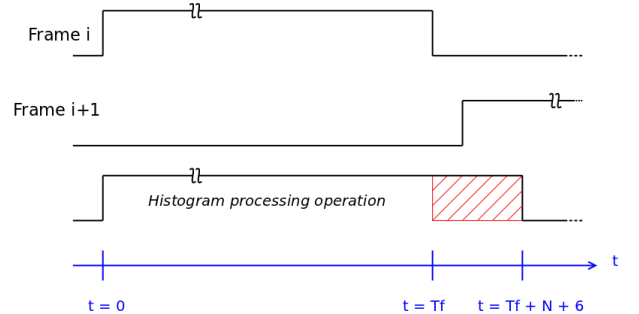 Frame i
Frame i+1
Histogram processing operation
t
t = 0
t = Tf
t = Tf + N + 6